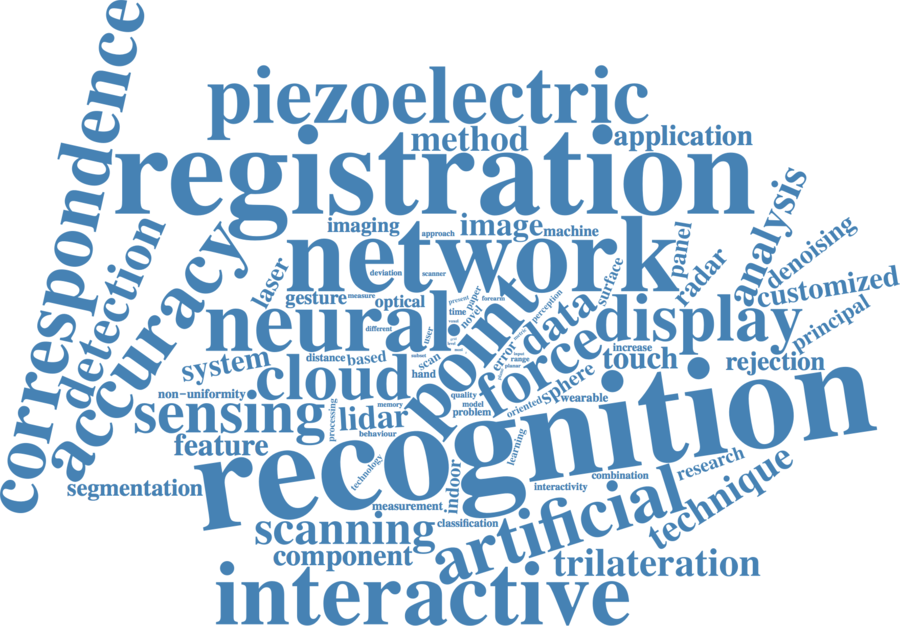 correspondence
piezoelectric
method
application
registration
analysis
imaging
image
machine
approach
detection
accuracy
network
panel
radar
denoising
laser
deviation
scanner
surface
customized
gesture
measure
optical
present
forearm
paper
perception
time
novel
neural
different
point
data
display
principal
user
error
increase
system
distance
based
scan
range
touch
rejection
cloud
hand
force
sphere
non-uniformity
quality
wearable
memory
model
oriented
problem
sensing
processing
lidar
behaviour
feature
recognition
learning
technology
segmentation
indoor
interactivity
combination
research
technique
measurement
artificial
scanning
classification
component
trilateration
interactive